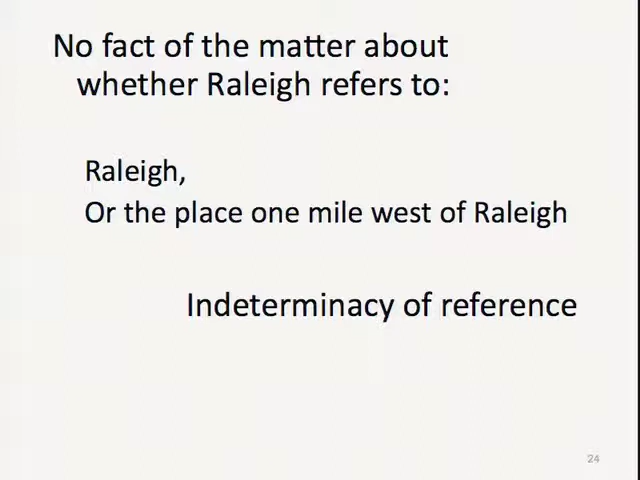 No fact of the matter about
whether Raleigh refers to:
Raleigh,
Or the place one mile west of Raleigh
Indeterminacy of reference
24